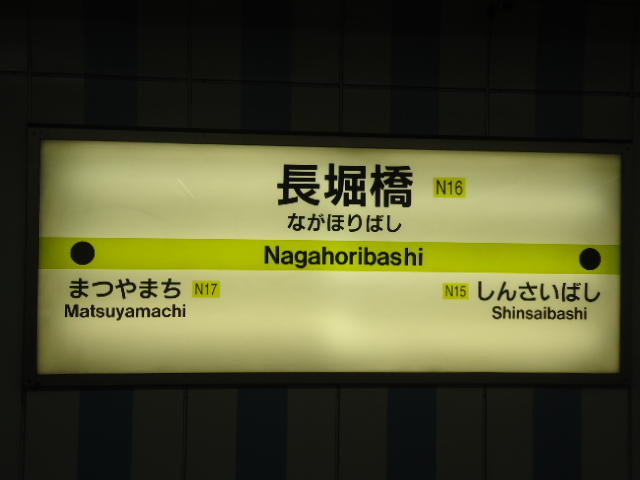 長堀橋 N16
ながほりばし
Nagahoribashi
まつやまち N17
Matsuyamachi
N15 しんさいばし
Shinsaibashi